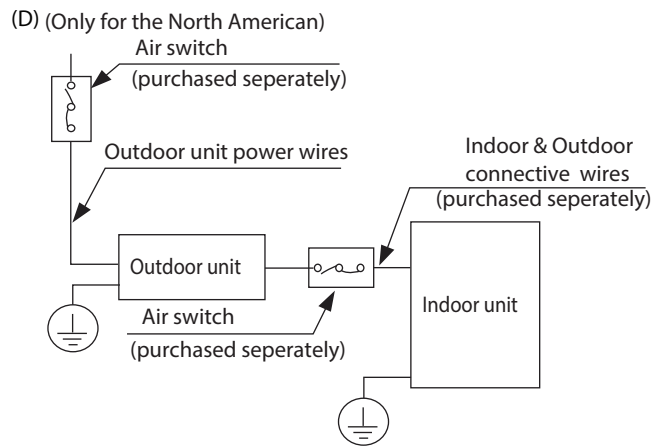 (D) (Only for the North American)
Air switch
(purchased seperately)
Outdoor unit power wires
Indoor & Outdoor
connective wires
(purchased seperately)
Outdoor unit
Air switch
(purchased seperately)
Indoor unit